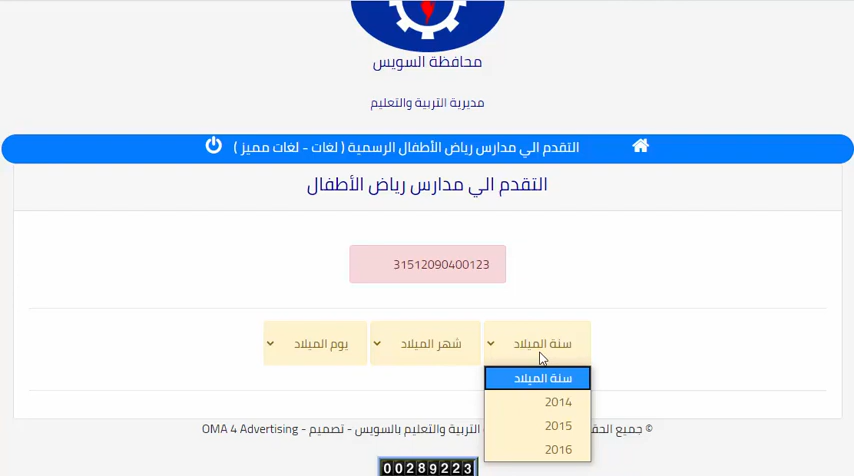 محافظة السويس
مديرية التربية والتعليم
التقدم الي مدارس رياض الأطفال الرسمية ( لغات - لغات مميز )
التقدم الي مدارس رياض الأطفال
31512090400123
سنة الميلاد
شهر الميلاد
يوم الميلاد
سنة الميلاد
2014
2015
2016
© جميع الحقو التربية والتعليم بالسويس - تصميم - OMA 4 Advertising
00289223